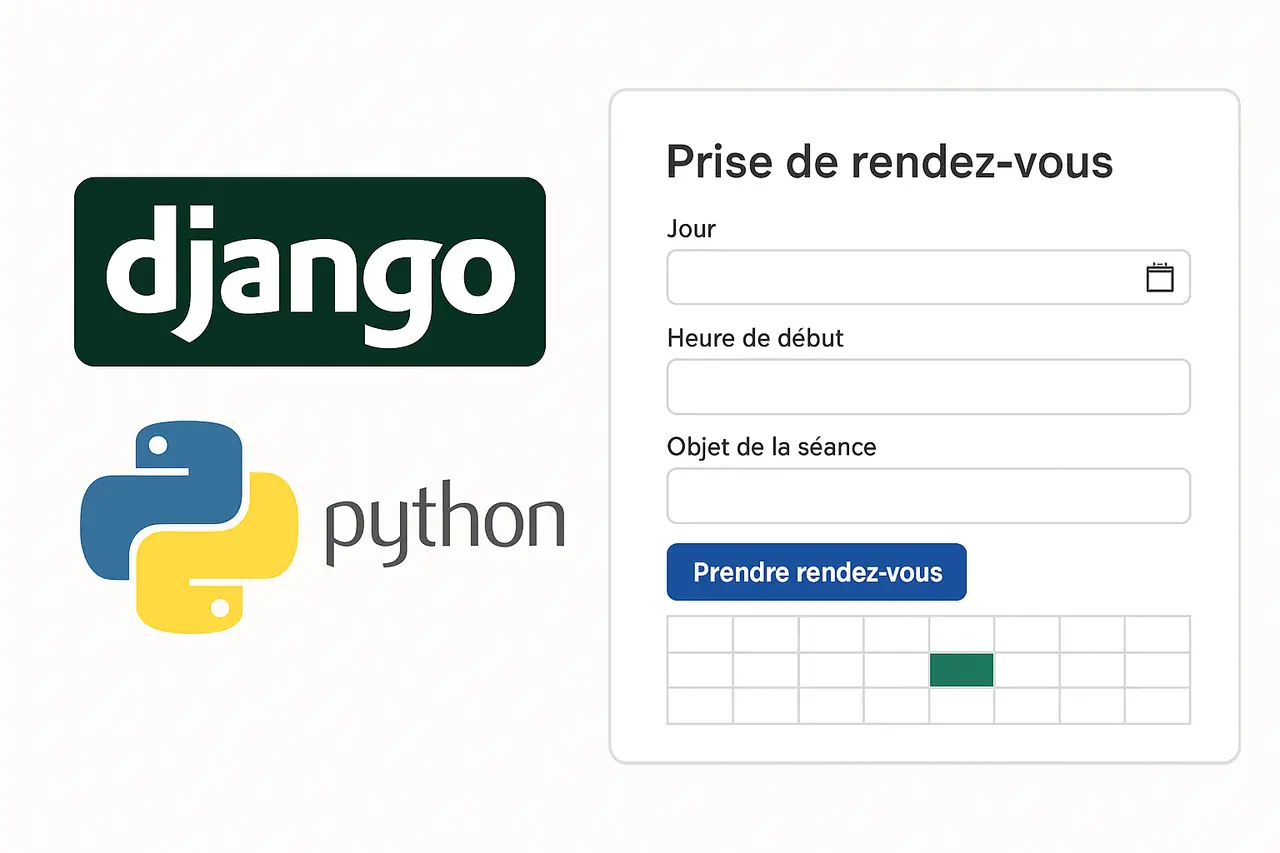 django
python
Prise de rendez-vous
Jour
Heure de début
Objet de la séance
Prendre rendez-vous